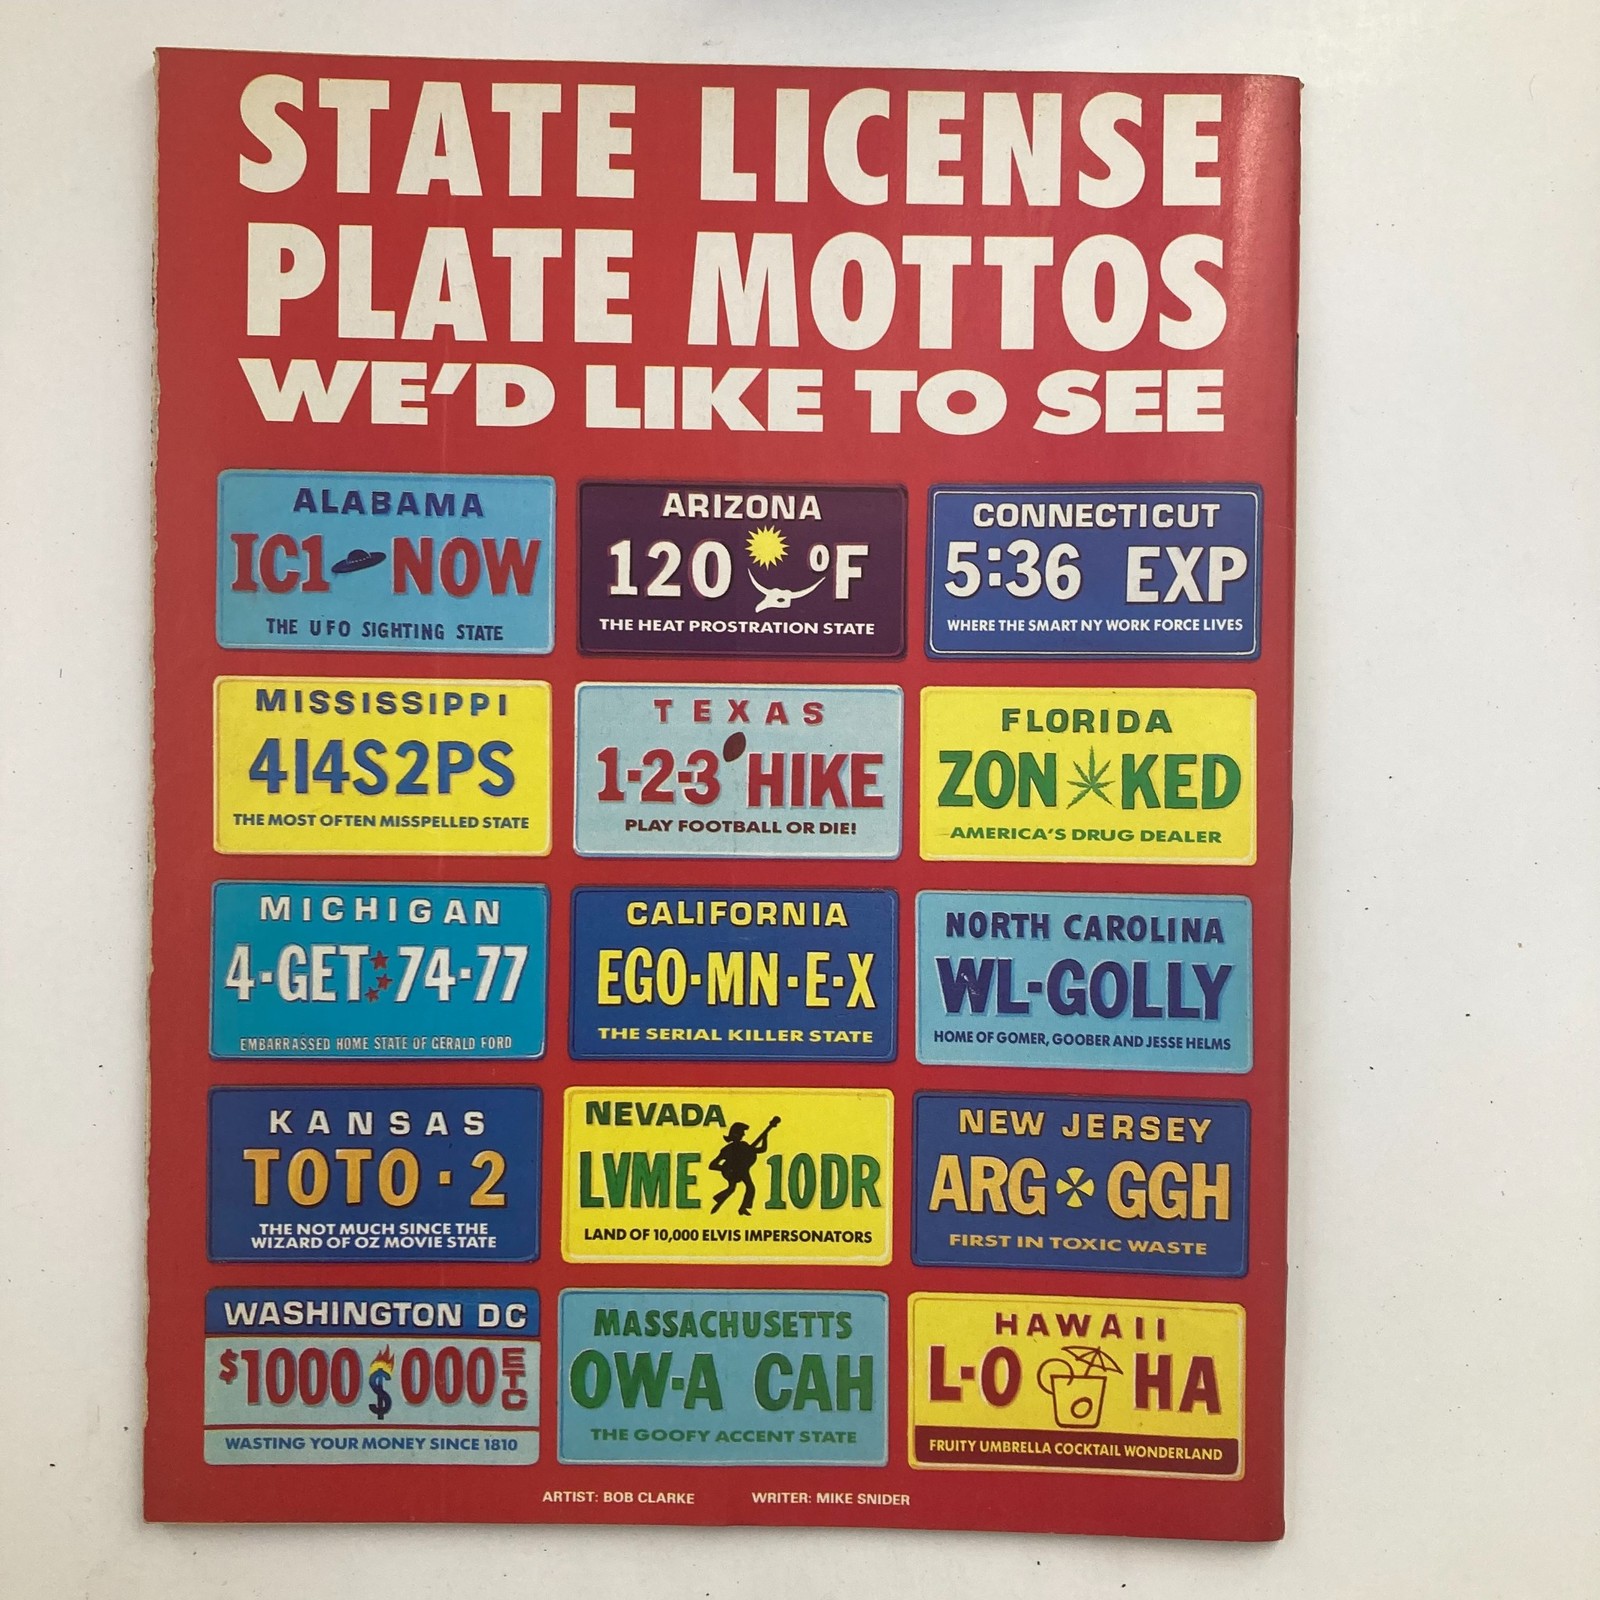 STATE LICENSE
PLATE MOTTOS
WE'D LIKE TO SEE
ALABAMA
IC1 NOW
THE UFO SIGHTING STATE
ARIZONA
120 °F
THE HEAT PROSTRATION STATE
CONNECTICUT
5:36 EXP
WHERE THE SMART NY WORK FORCE LIVES
MISSISSIPPI
4I4S2PS
THE MOST OFTEN MISSPELLED STATE
TEXAS
1-2-3 HIKE
PLAY FOOTBALL OR DIE!
FLORIDA
ZON KED
AMERICA'S DRUG DEALER
MICHIGAN
4-GET 74-77
EMBARRASSED HOME STATE OF GERALD FORD
CALIFORNIA
EGO·MN·E·X
THE SERIAL KILLER STATE
NORTH CAROLINA
WL-GOLLY
HOME OF GOMER, GOOBER AND JESSE HELMS
KANSAS
TOTO·2
THE NOT MUCH SINCE THE
WIZARD OF OZ MOVIE STATE
NEVADA
LVME 10DR
LAND OF 10,000 ELVIS IMPERSONATORS
NEW JERSEY
ARG GGH
FIRST IN TOXIC WASTE
WASHINGTON DC
$1000 $ 000 ETC
WASTING YOUR MONEY SINCE 1810
MASSACHUSETTS
OW-A CAH
THE GOOFY ACCENT STATE
HAWAII
L-O HA
FRUITY UMBRELLA COCKTAIL WONDERLAND
ARTIST: BOB CLARKE WRITER: MIKE SNIDER